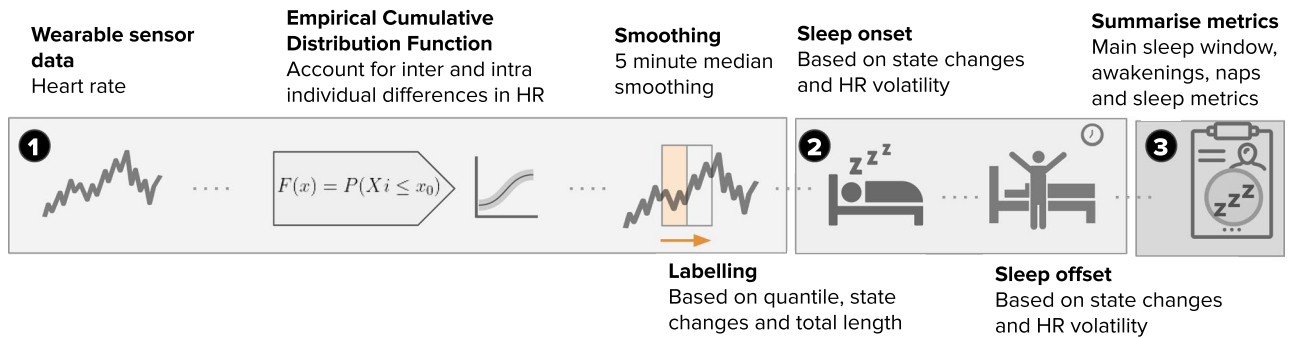 Wearable sensor
data
Heart rate
Empirical Cumulative
Distribution Function
Account for inter and intra
individual differences in HR
Smoothing
5 minute median
smoothing
Sleep onset
Based on state changes
and HR volatility
Summarise metrics
Main sleep window,
awakenings, naps
and sleep metrics
1
F(x) = P(Xi ≤ x₀)
2
z z z
3
z z z
Labelling
Based on quantile, state
changes and total length
Sleep offset
Based on state changes
and HR volatility